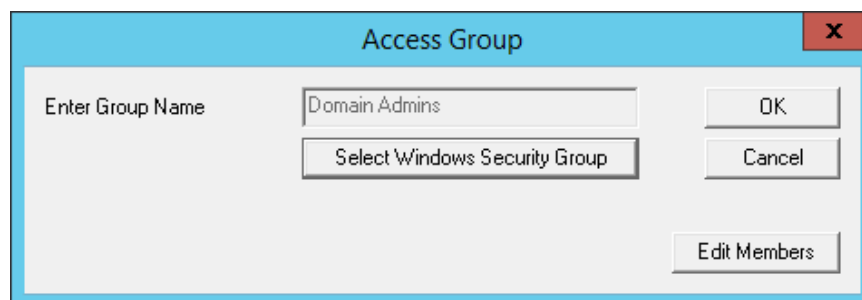 Access Group
x
Enter Group Name
Domain Admins
OK
Select Windows Security Group
Cancel
Edit Members